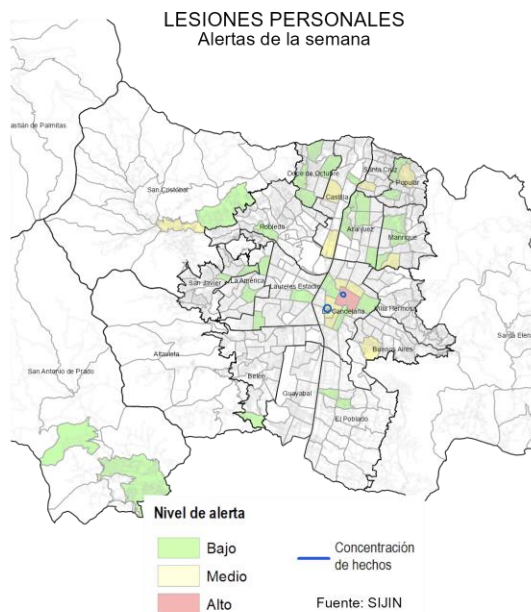 LESIONES PERSONALES
Alertas de la semana
Santa Cruz
Popular
Once de Octubre
Castilla
San Cristóbal
Aranjuez
Manrique
Robledo
San Javier
La América
Laureles Estadio
La Candelaria
Villa Hermosa
Santa Elena
Buenos Aires
Altavista
San Antonio de Prado
Belén
Guayabal
El Poblado
Nivel de alerta
Bajo
Medio
Alto
Concentración
de hechos
Fuente: SIJIN